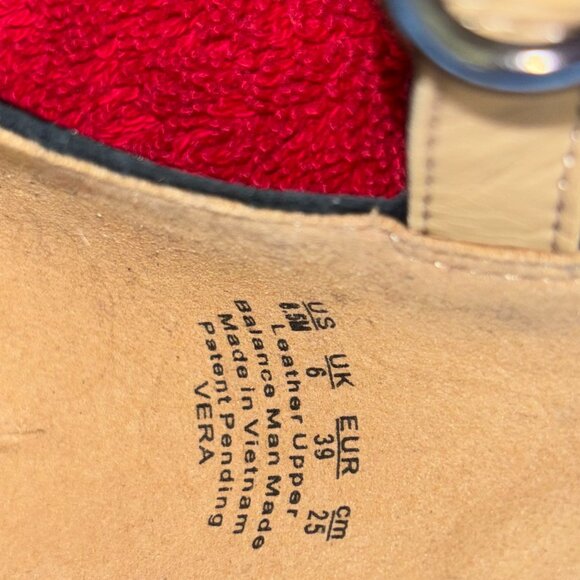 US UK EUR cm
8.5M 6 39 25
Leather Upper
Balance Man Made
Made in Vietnam
Patent Pending
VERA